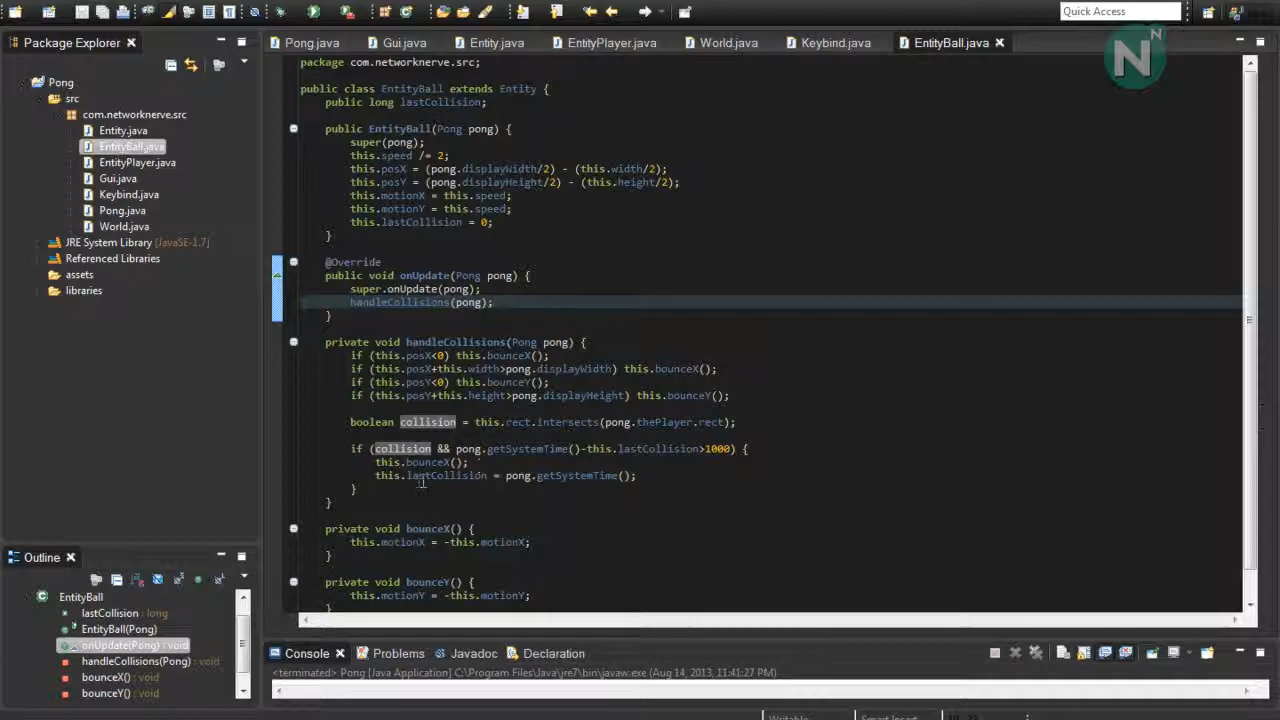 Quick Access
Package Explorer
Pong.java
Gui.java
Entity.java
EntityPlayer.java
World.java
Keybind.java
EntityBall.java
N N
Pong
src
com.networknerve.src
Entity.java
EntityBall.java
EntityPlayer.java
Gui.java
Keybind.java
Pong.java
World.java
JRE System Library [JavaSE-1.7]
Referenced Libraries
assets
libraries
package com.networknerve.src;
public class EntityBall extends Entity {
public long lastCollision;
public EntityBall(Pong pong) {
super(pong);
this.speed /= 2;
this.posX = (pong.displayWidth/2) - (this.width/2);
this.posY = (pong.displayHeight/2) - (this.height/2);
this.motionX = this.speed;
this.motionY = this.speed;
this.lastCollision = 0;
}
@Override
public void onUpdate(Pong pong) {
super.onUpdate(pong);
handleCollisions(pong);
}
private void handleCollisions(Pong pong) {
if (this.posX<0) this.bounceX();
if (this.posX+this.width>pong.displayWidth) this.bounceX();
if (this.posY<0) this.bounceY();
if (this.posY+this.height>pong.displayHeight) this.bounceY();
boolean collision = this.rect.intersects(pong.thePlayer.rect);
if (collision && pong.getSystemTime()-this.lastCollision>1000) {
this.bounceX();
this.lastCollision = pong.getSystemTime();
}
}
private void bounceX() {
this.motionX = -this.motionX;
}
private void bounceY() {
this.motionY = -this.motionY;
}
Outline
EntityBall
lastCollision : long
EntityBall(Pong)
onUpdate(Pong) : void
handleCollisions(Pong) : void
bounceX() : void
bounceY() : void
Console
Problems
Javadoc
Declaration
<terminated> Pong [Java Application] C:\Program Files\Java\jre7\bin\javaw.exe (Aug 14, 2013, 11:41:27 PM)
Writable
Smart Insert